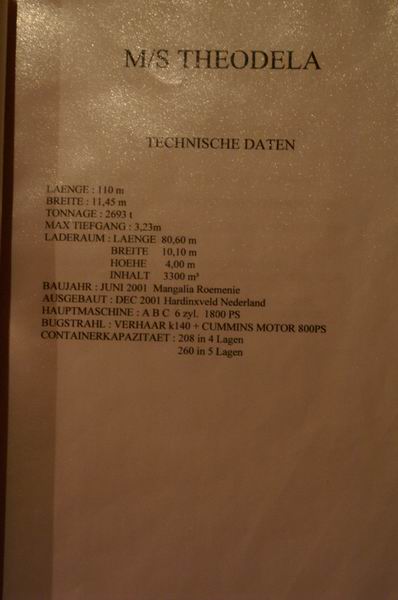 M/S THEODELA
TECHNISCHE DATEN
LAENGE : 110 m
BREITE : 11,45 m
TONNAGE : 2693 t
MAX TIEFGANG : 3,23m
LADERAUM : LAENGE 80,60 m
BREITE 10,10 m
HOEHE 4,00 m
INHALT 3300 m³
BAUJAHR : JUNI 2001 Mangalia Roemenie
AUSGEBAUT : DEC 2001 Hardinxveld Nederland
HAUPTMASCHINE : A B C 6 zyl. 1800 PS
BUGSTRAHL : VERHAAR k140 + CUMMINS MOTOR 800PS
CONTAINERKAPAZITAET : 208 in 4 Lagen
260 in 5 Lagen